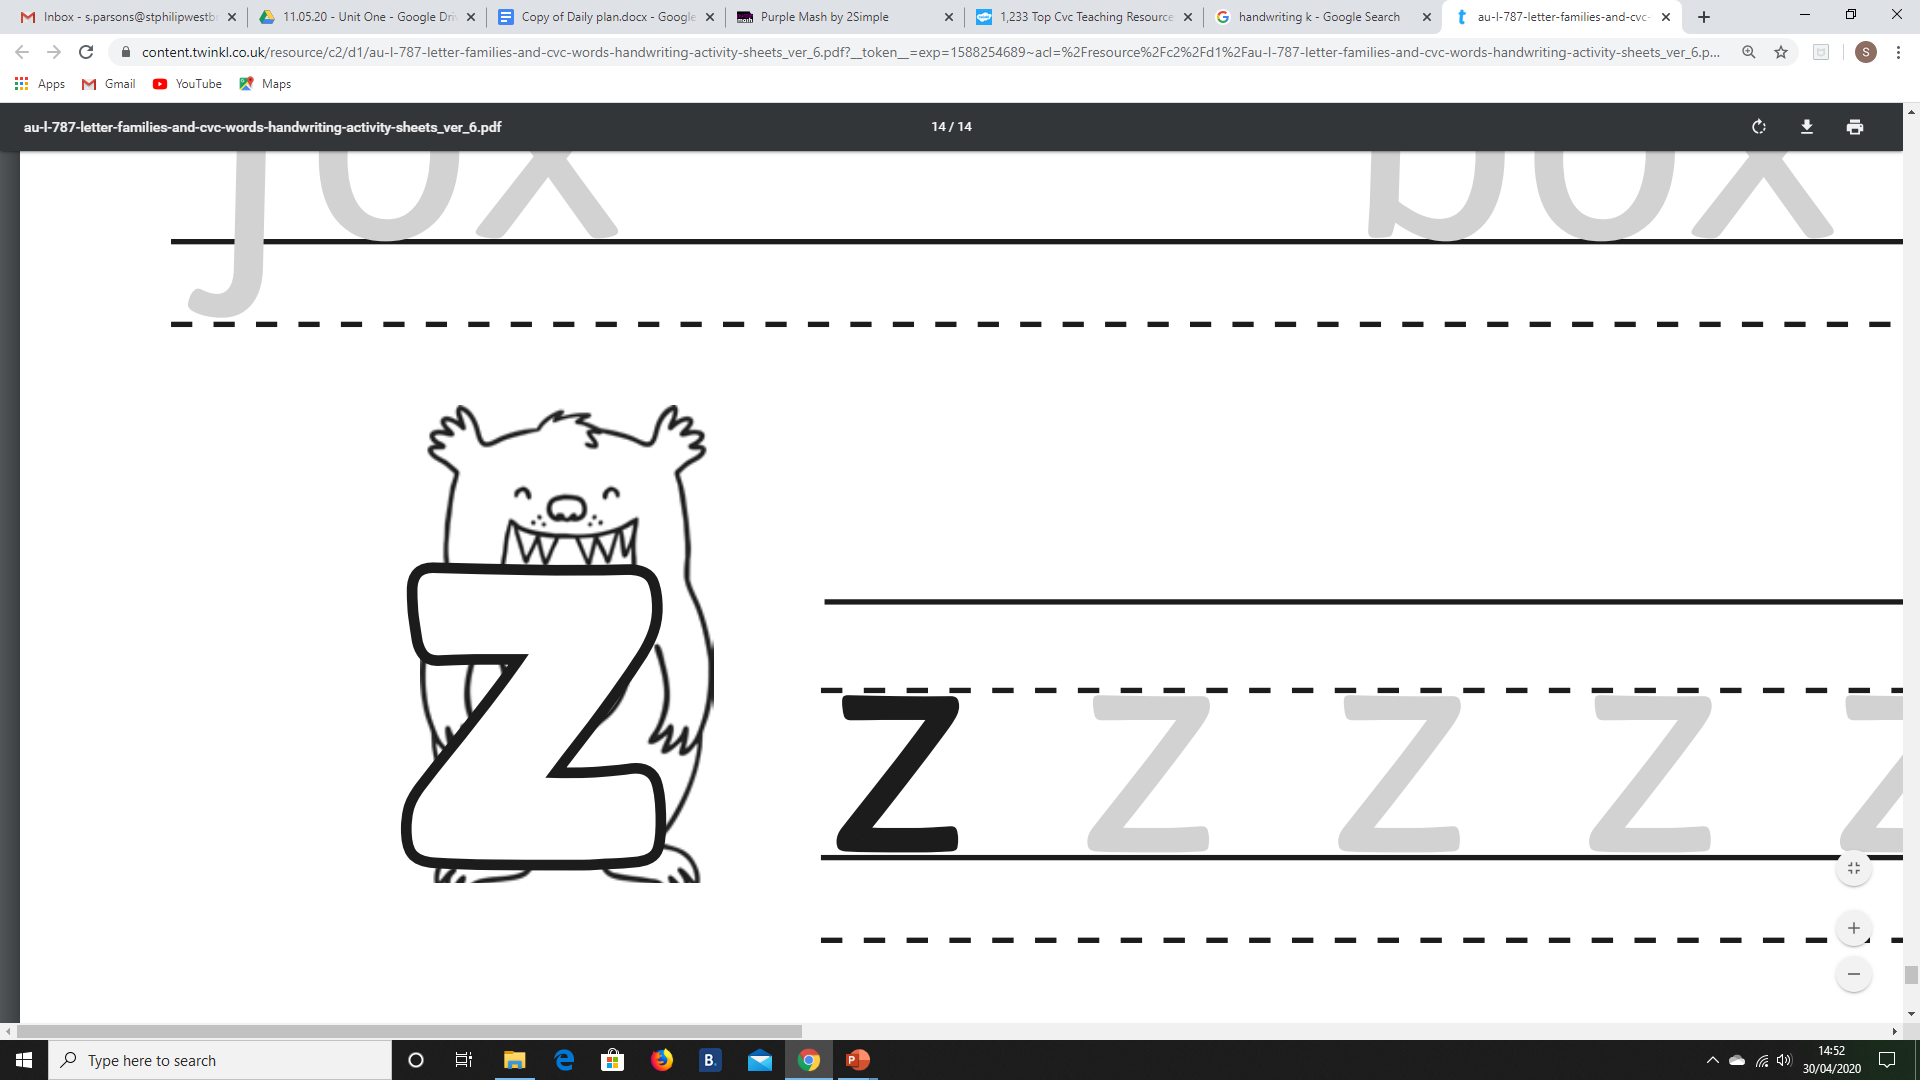 Inbox - s.parsons@stphilipwestb
11.05.20 - Unit One - Google Dri
Copy of Daily plan.docx - Google
Purple Mash by 2Simple
1,233 Top Cvc Teaching Resource
handwriting k - Google Search
au-l-787-letter-families-and-cvc-
content.twinkl.co.uk/resource/c2/d1/au-l-787-letter-families-and-cvc-words-handwriting-activity-sheets_ver_6.pdf?__token__=exp=1588254689~acl=%2Fresource%2Fc2%2Fd1%2Fau-l-787-letter-families-and-cvc-words-handwriting-activity-sheets_ver_6.p...
S
Apps Gmail YouTube Maps
au-l-787-letter-families-and-cvc-words-handwriting-activity-sheets_ver_6.pdf
14 / 14
jox box
z
z z z z z
Type here to search
14:52
30/04/2020